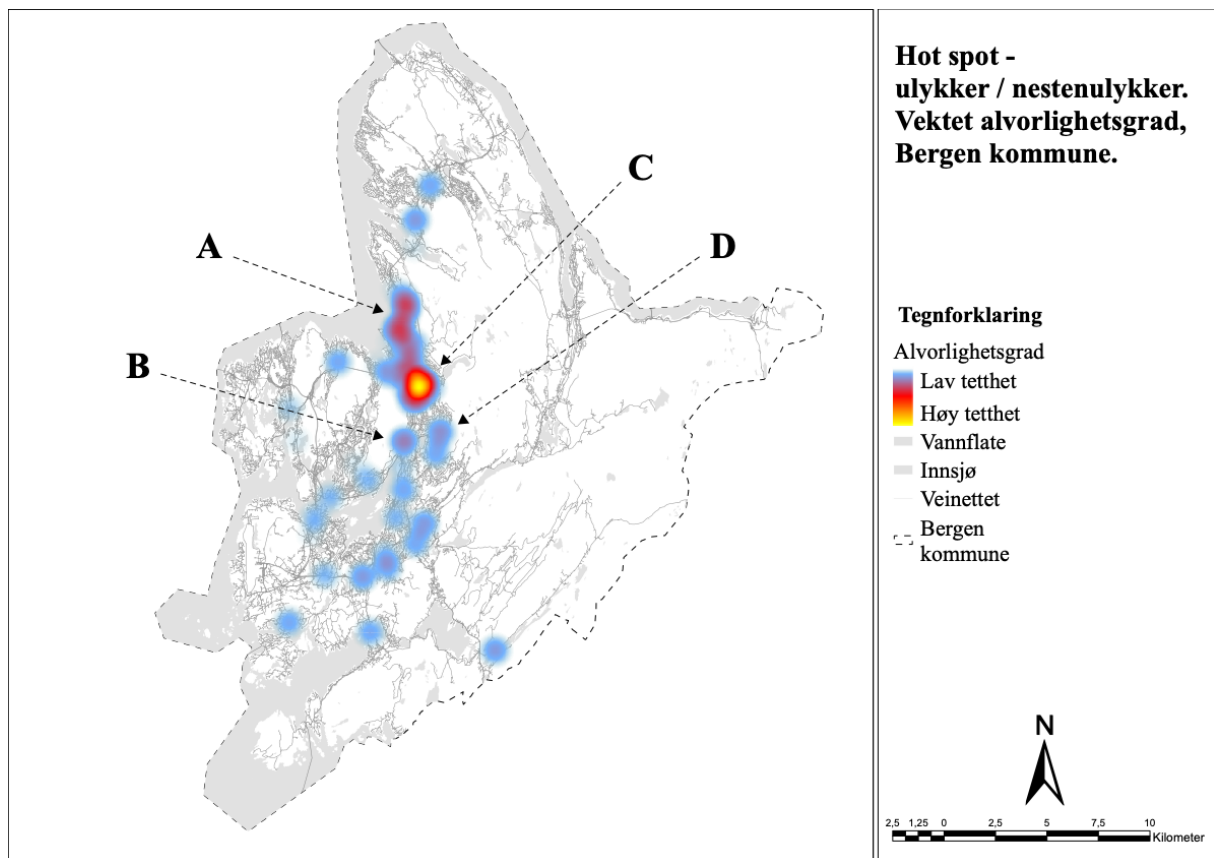 Hot spot -
ulykker / nestenulykker.
Vektet alvorlighetsgrad,
Bergen kommune.
C
A
D
B
Tegnforklaring
Alvorlighetsgrad
Lav tetthet
Høy tetthet
Vannflate
Innsjø
Veinettet
Bergen
kommune
N
2,5 1,25 0 2,5 5 7,5 10
Kilometer